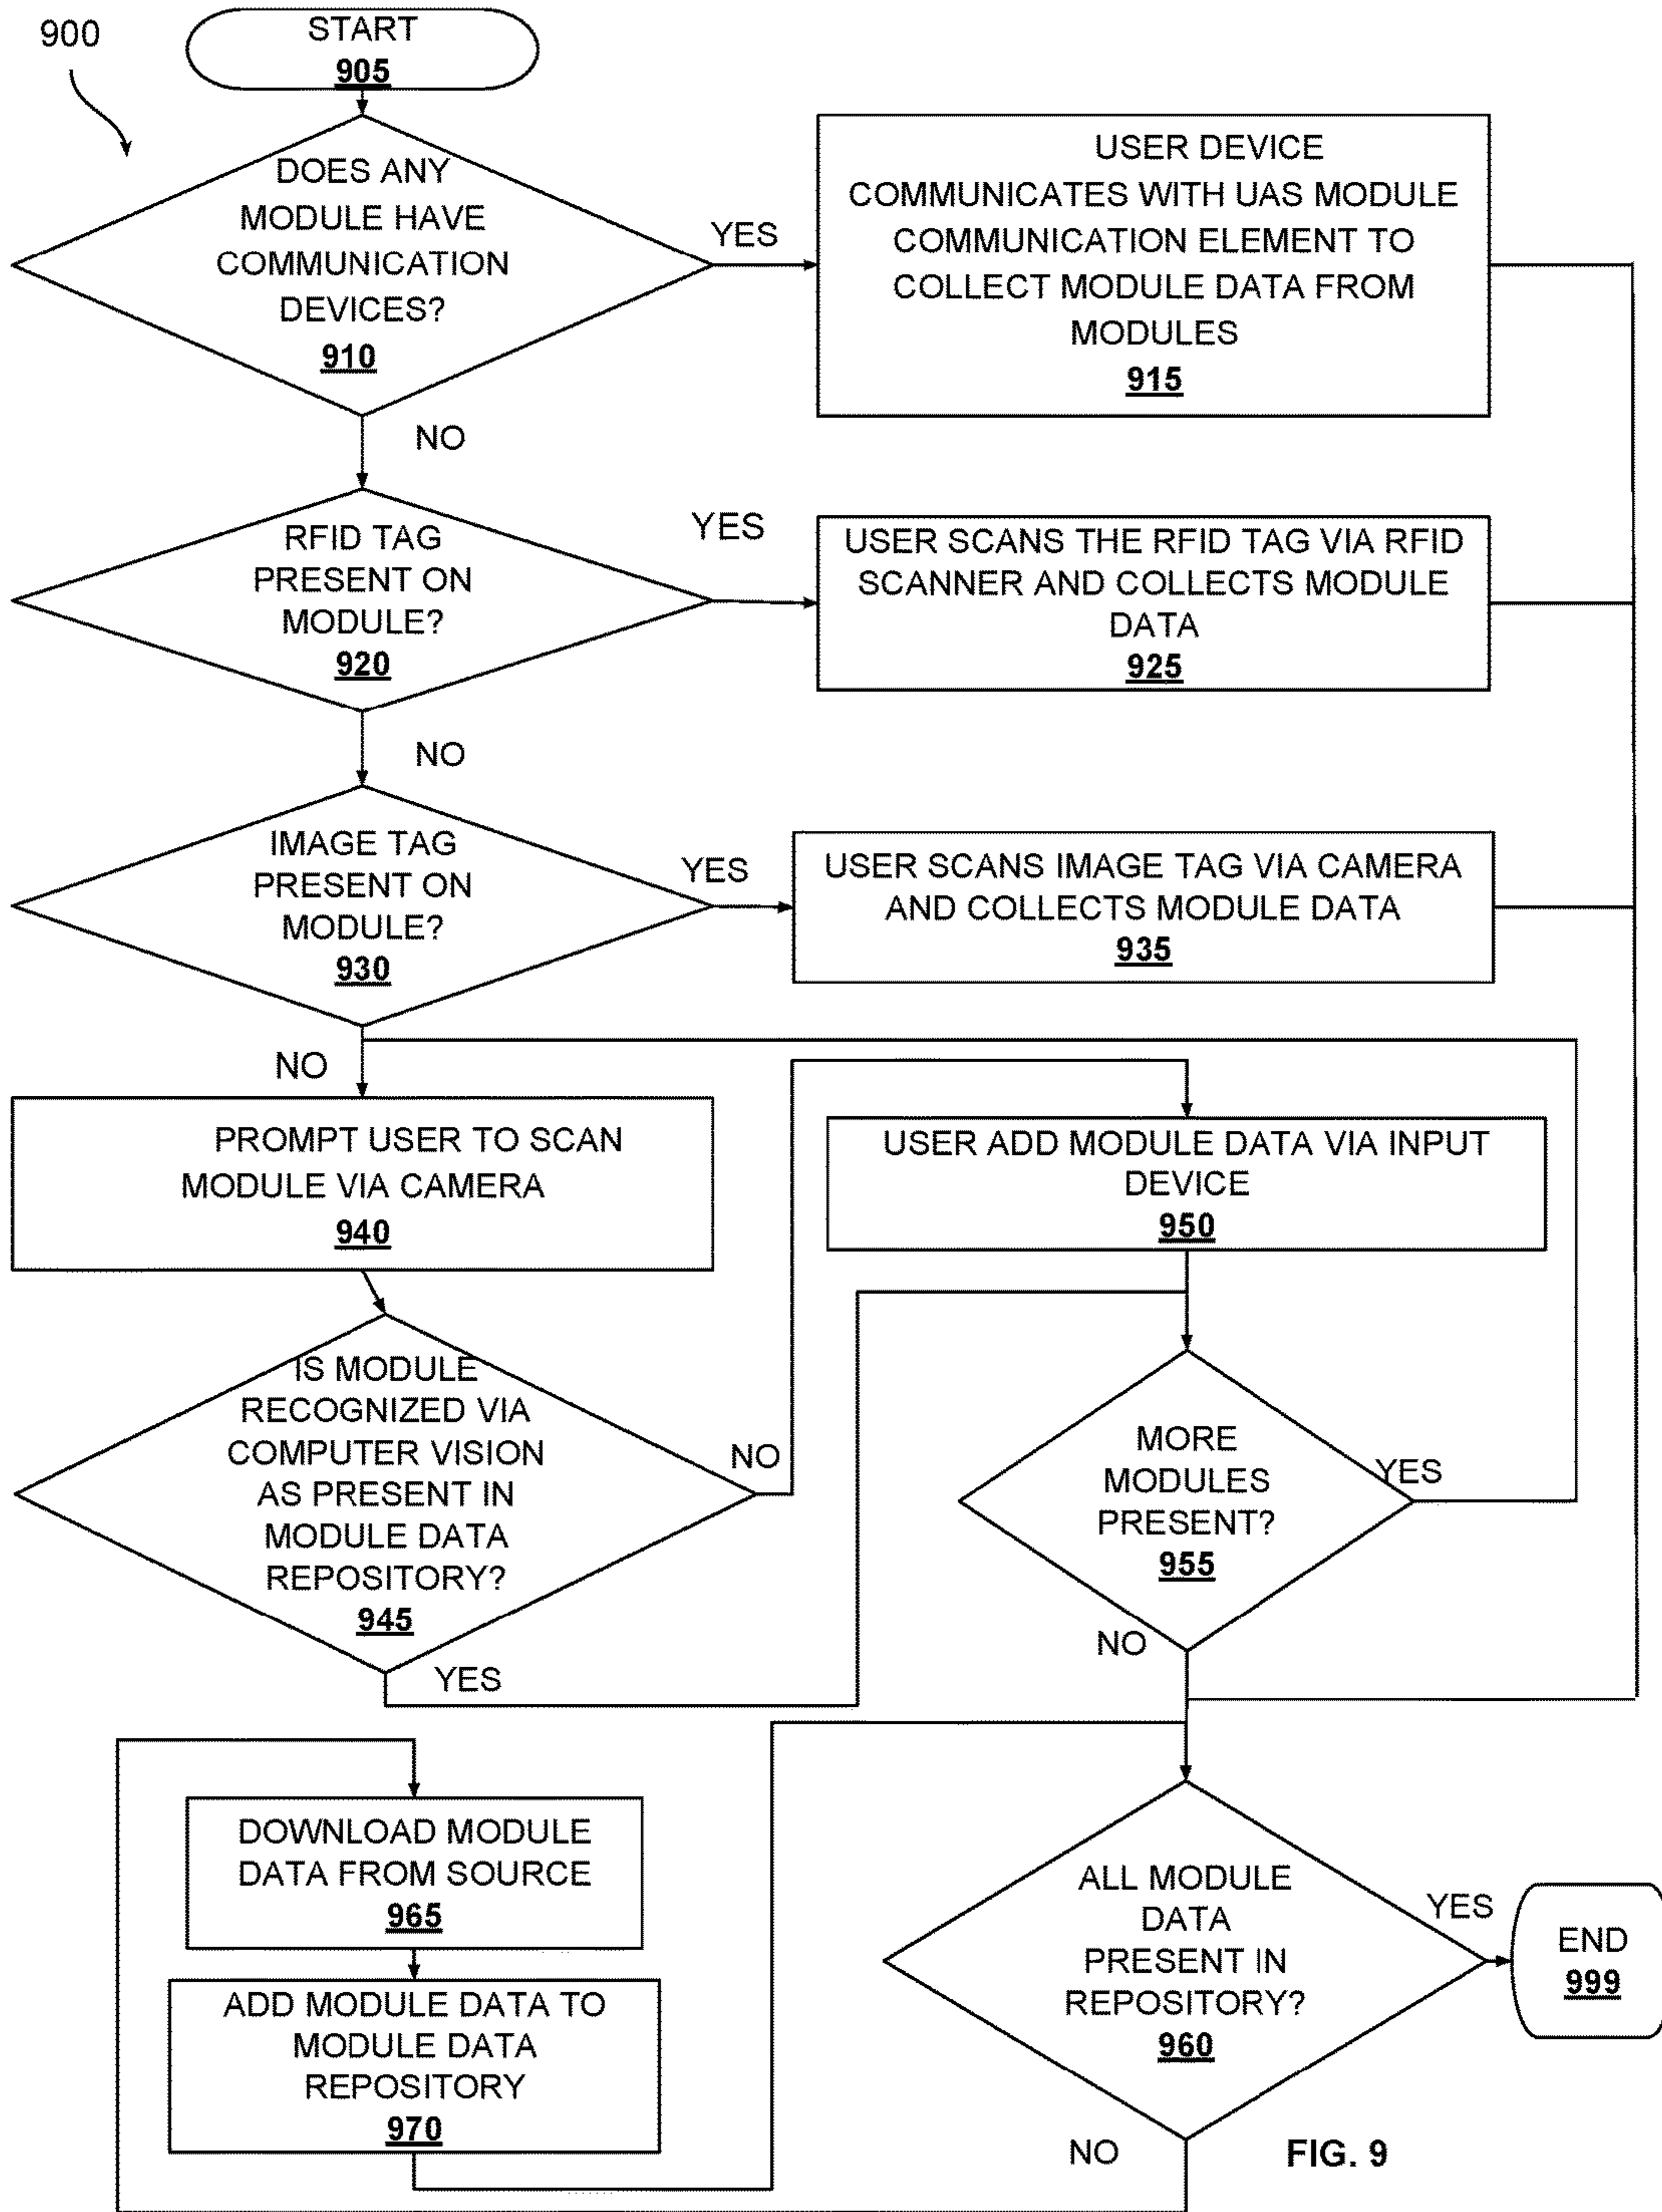 900
START
905
DOES ANY
MODULE HAVE
COMMUNICATION
DEVICES?
910
YES
USER DEVICE
COMMUNICATES WITH UAS MODULE
COMMUNICATION ELEMENT TO
COLLECT MODULE DATA FROM
MODULES
915
NO
RFID TAG
PRESENT ON
MODULE?
920
YES
USER SCANS THE RFID TAG VIA RFID
SCANNER AND COLLECTS MODULE
DATA
925
NO
IMAGE TAG
PRESENT ON
MODULE?
930
YES
USER SCANS IMAGE TAG VIA CAMERA
AND COLLECTS MODULE DATA
935
NO
PROMPT USER TO SCAN
MODULE VIA CAMERA
940
USER ADD MODULE DATA VIA INPUT
DEVICE
950
IS MODULE
RECOGNIZED VIA
COMPUTER VISION
AS PRESENT IN
MODULE DATA
REPOSITORY?
945
NO
YES
MORE
MODULES
PRESENT?
955
YES
NO
DOWNLOAD MODULE
DATA FROM SOURCE
965
ADD MODULE DATA TO
MODULE DATA
REPOSITORY
970
ALL MODULE
DATA
PRESENT IN
REPOSITORY?
960
YES
END
999
NO
FIG. 9